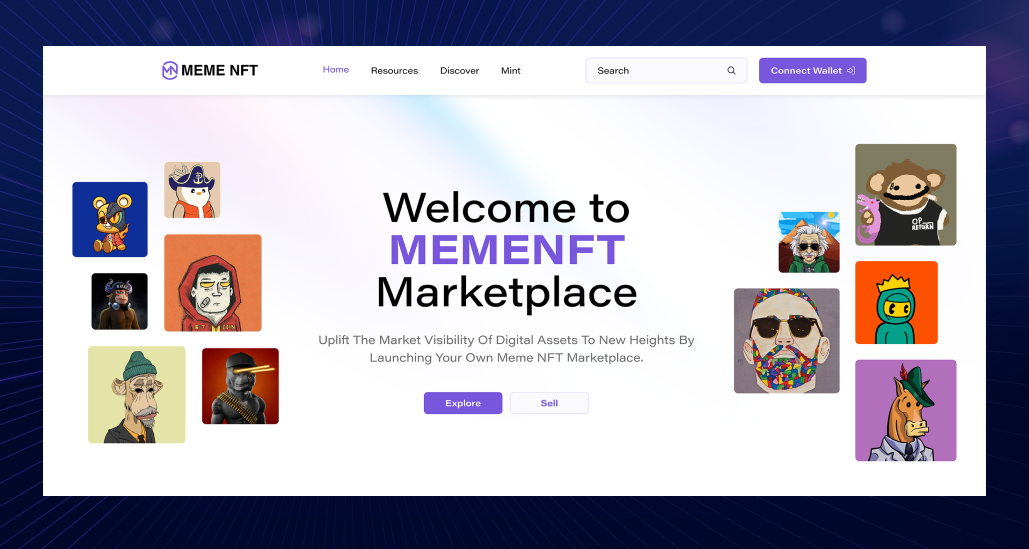 MEME NFT
Home
Resources
Discover
Mint
Search
Connect Wallet
Welcome to
MEMENFT
Marketplace
Uplift The Market Visibility Of Digital Assets To New Heights By
Launching Your Own Meme NFT Marketplace.
Explore
Sell
OP
RETURN